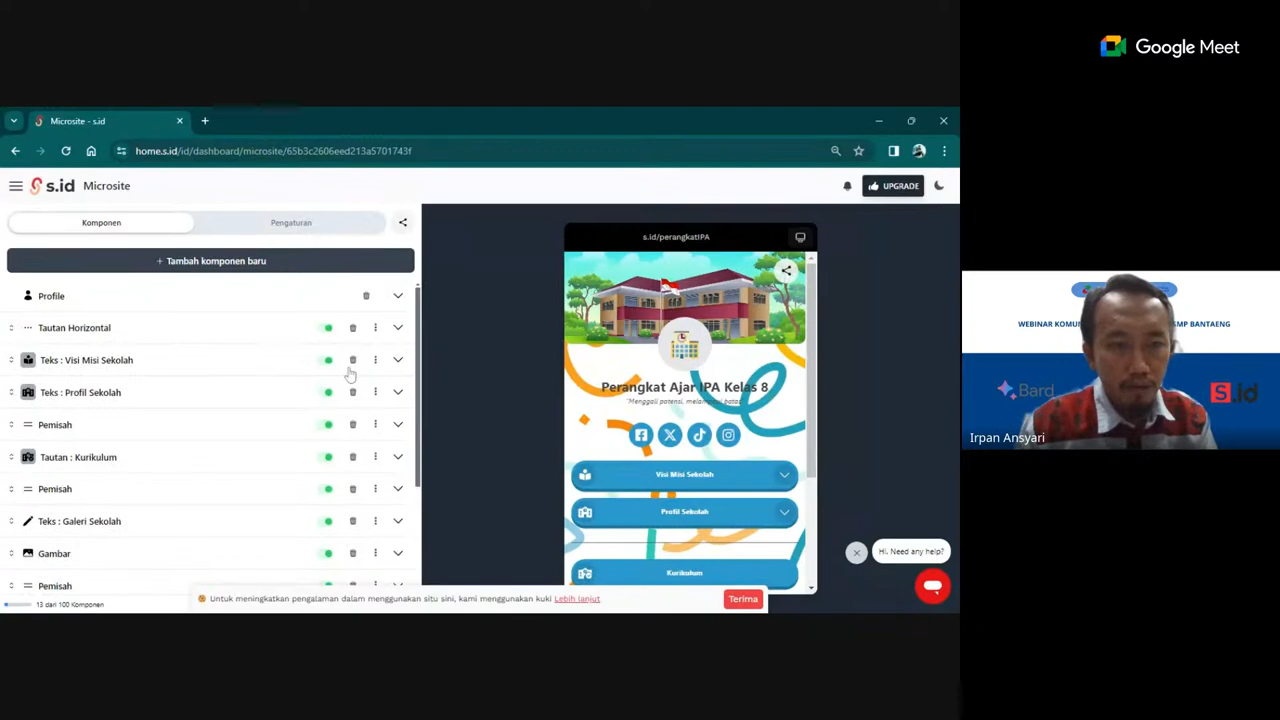 Google Meet
Microsite - s.id
home.s.id/id/dashboard/microsite/65b3c2606eed213a5701743f
s.id Microsite
UPGRADE
Komponen
Pengaturan
+ Tambah komponen baru
Profile
Tautan Horizontal
Teks : Visi Misi Sekolah
Teks : Profil Sekolah
Pemisah
Tautan : Kurikulum
Pemisah
Teks : Galeri Sekolah
Gambar
Pemisah
13 dari 100 Komponen
s.id/perangkatIPA
Perangkat Ajar IPA Kelas 8
Visi Misi Sekolah
Profil Sekolah
Kurikulum
Hi. Need any help?
Untuk meningkatkan pengalaman dalam menggunakan situs sini, kami menggunakan kuki Lebih lanjut
Terima
WEBINAR KOMUN
SMP BANTAENG
Bard
S.id
Irpan Ansyari